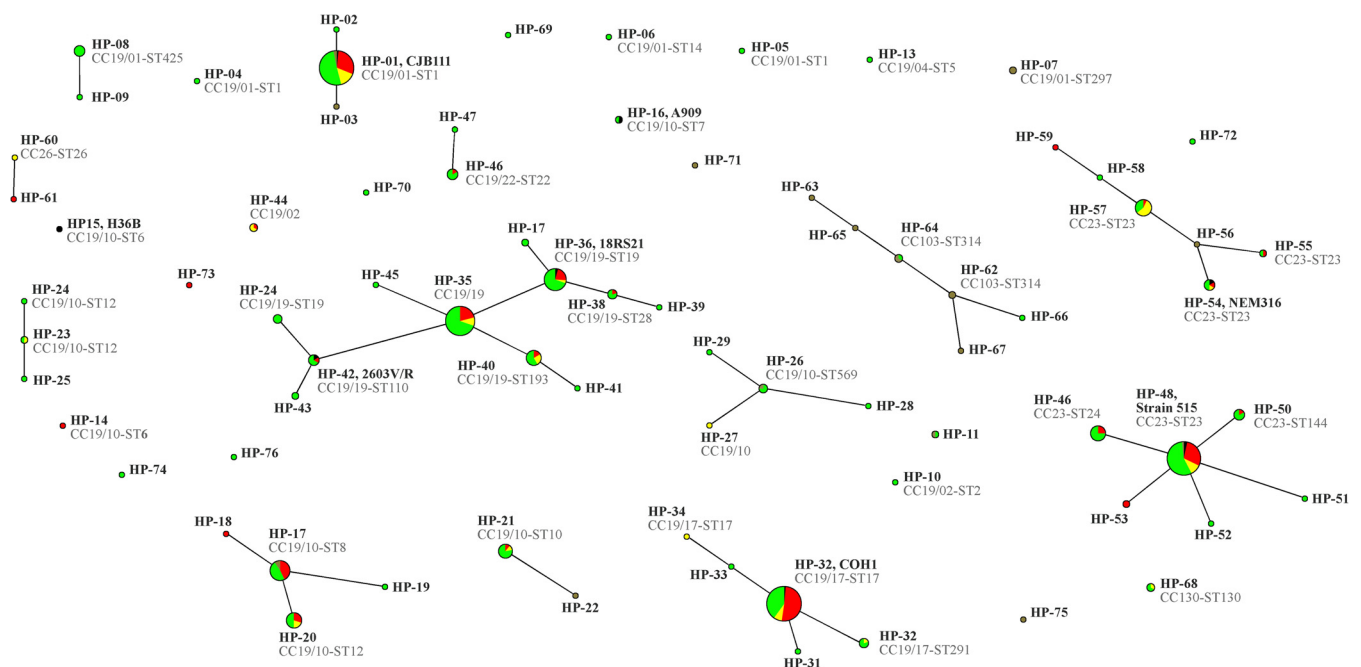 HP-02
HP-69
HP-06
CC19/01-ST14
HP-05
CC19/01-ST1
HP-13
CC19/04-ST5
HP-07
CC19/01-ST297
HP-08
CC19/01-ST425
HP-04
CC19/01-ST1
HP-01, CJB111
CC19/01-ST1
HP-09
HP-03
HP-47
HP-16, A909
CC19/10-ST7
HP-60
CC26-ST26
HP-46
CC19/22-ST22
HP-71
HP-59
HP-58
HP-72
HP-61
HP-70
HP-44
CC19/02
HP-63
HP-57
CC23-ST23
HP15, H36B
CC19/10-ST6
HP-17
HP-36, 18RS21
CC19/19-ST19
HP-65
HP-64
CC103-ST314
HP-56
HP-55
CC23-ST23
HP-73
HP-45
HP-35
CC19/19
HP-38
CC19/19-ST28
HP-39
HP-62
CC103-ST314
HP-54, NEM316
CC23-ST23
HP-24
CC19/10-ST12
HP-24
CC19/19-ST19
HP-66
HP-23
CC19/10-ST12
HP-67
HP-25
HP-42, 2603V/R
CC19/19-ST110
HP-40
CC19/19-ST193
HP-41
HP-29
HP-26
CC19/10-ST569
HP-43
HP-28
HP-14
CC19/10-ST6
HP-27
CC19/10
HP-11
HP-46
CC23-ST24
HP-48,
Strain 515
CC23-ST23
HP-50
CC23-ST144
HP-76
HP-74
HP-10
CC19/02-ST2
HP-51
HP-53
HP-52
HP-18
HP-17
CC19/10-ST8
HP-21
CC19/10-ST10
HP-34
CC19/17-ST17
HP-19
HP-33
HP-32, COH1
CC19/17-ST17
HP-68
CC130-ST130
HP-22
HP-75
HP-20
CC19/10-ST12
HP-32
CC19/17-ST291
HP-31